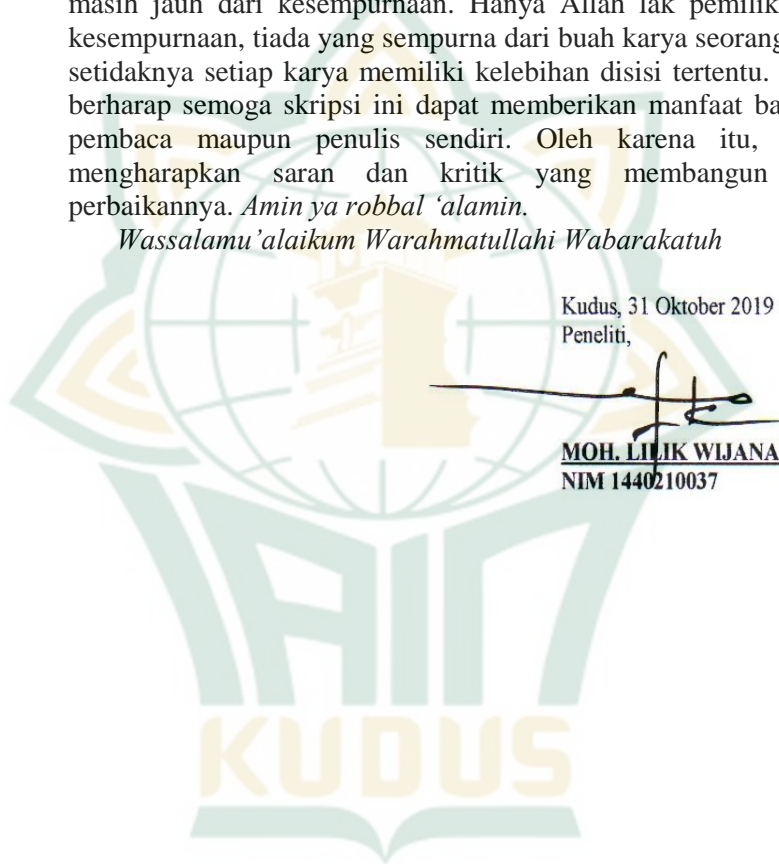 masih jauh dari kesempurnaan. Hanya Allah lak pemilik
kesempurnaan, tiada yang sempurna dari buah karya seorang
setidaknya setiap karya memiliki kelebihan disisi tertentu.
berharap semoga skripsi ini dapat memberikan manfaat ba
pembaca maupun penulis sendiri. Oleh karena itu,
mengharapkan saran dan kritik yang membangun
perbaikannya. Amin ya robbal ‘alamin.
Wassalamu’alaikum Warahmatullahi Wabarakatuh
Kudus, 31 Oktober 2019
Peneliti,
MOH. LILIK WIJANA
NIM 1440210037
IAIN
KUDUS